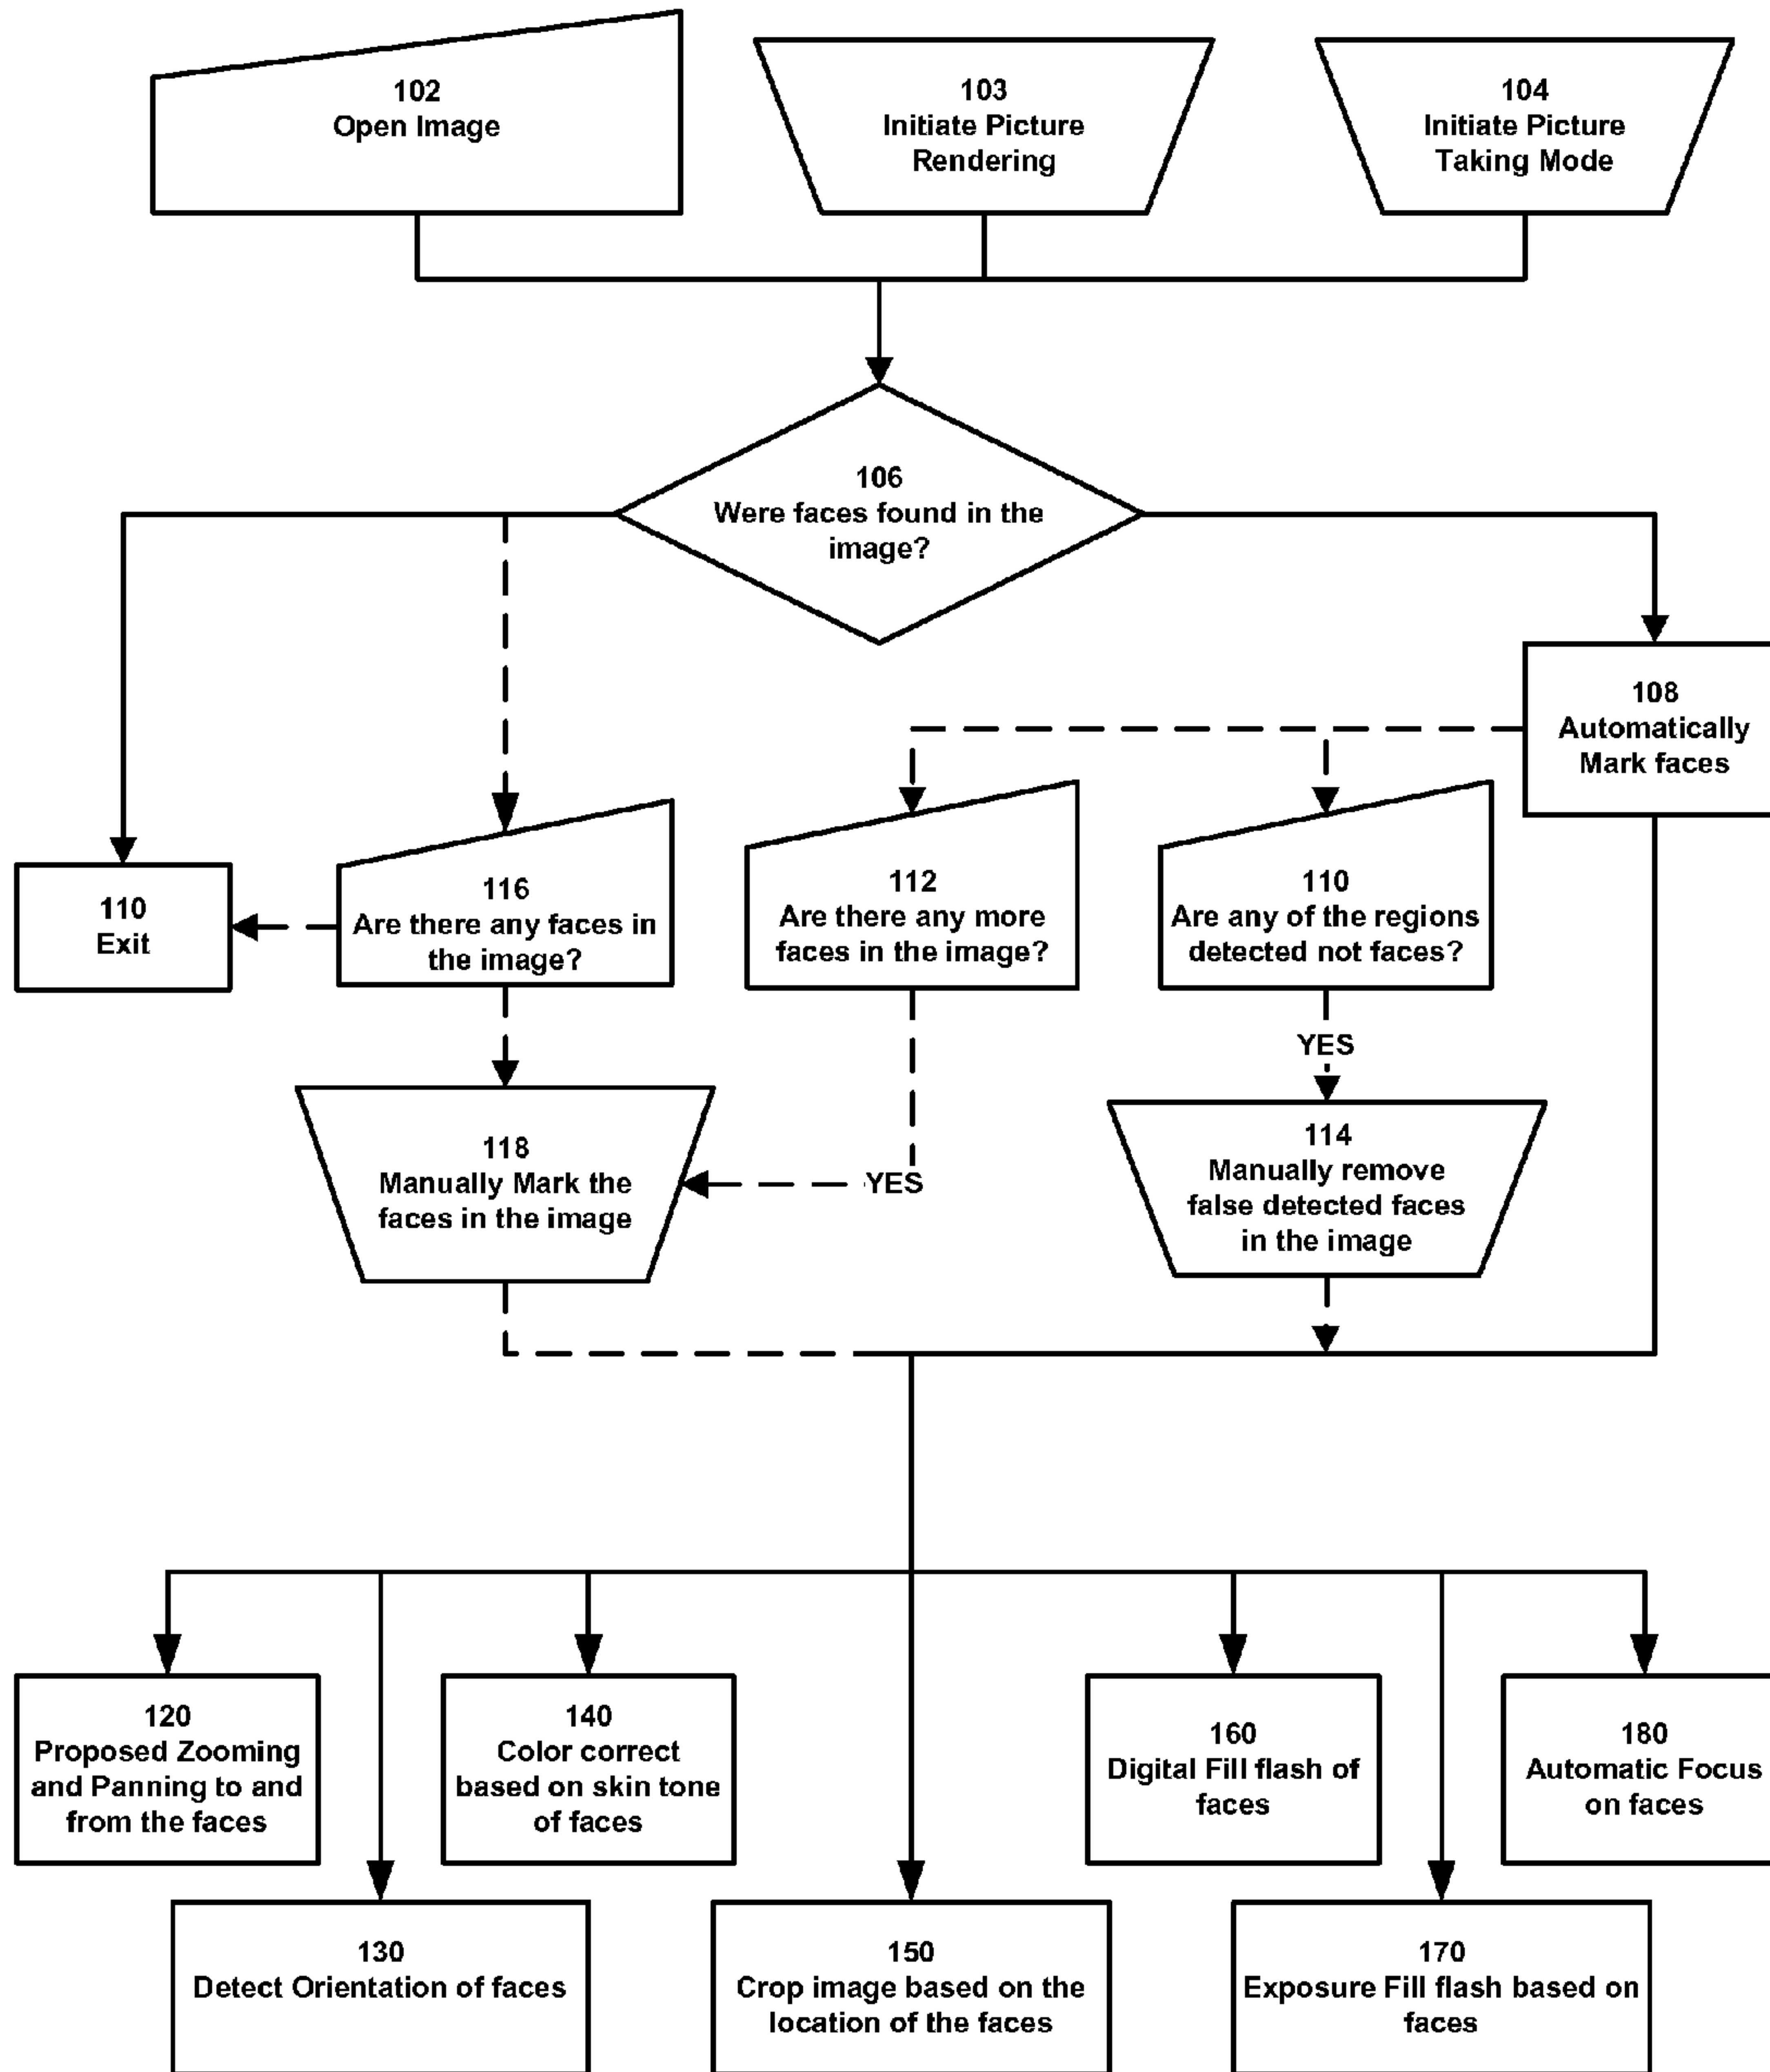 102
Open Image
103
Initiate Picture
Rendering
104
Initiate Picture
Taking Mode
106
Were faces found in the
image?
108
Automatically
Mark faces
110
Exit
116
Are there any faces in
the image?
112
Are there any more
faces in the image?
110
Are any of the regions
detected not faces?
YES
118
Manually Mark the
faces in the image
YES
114
Manually remove
false detected faces
in the image
120
Proposed Zooming
and Panning to and
from the faces
140
Color correct
based on skin tone
of faces
160
Digital Fill flash of
faces
180
Automatic Focus
on faces
130
Detect Orientation of faces
150
Crop image based on the
location of the faces
170
Exposure Fill flash based on
faces